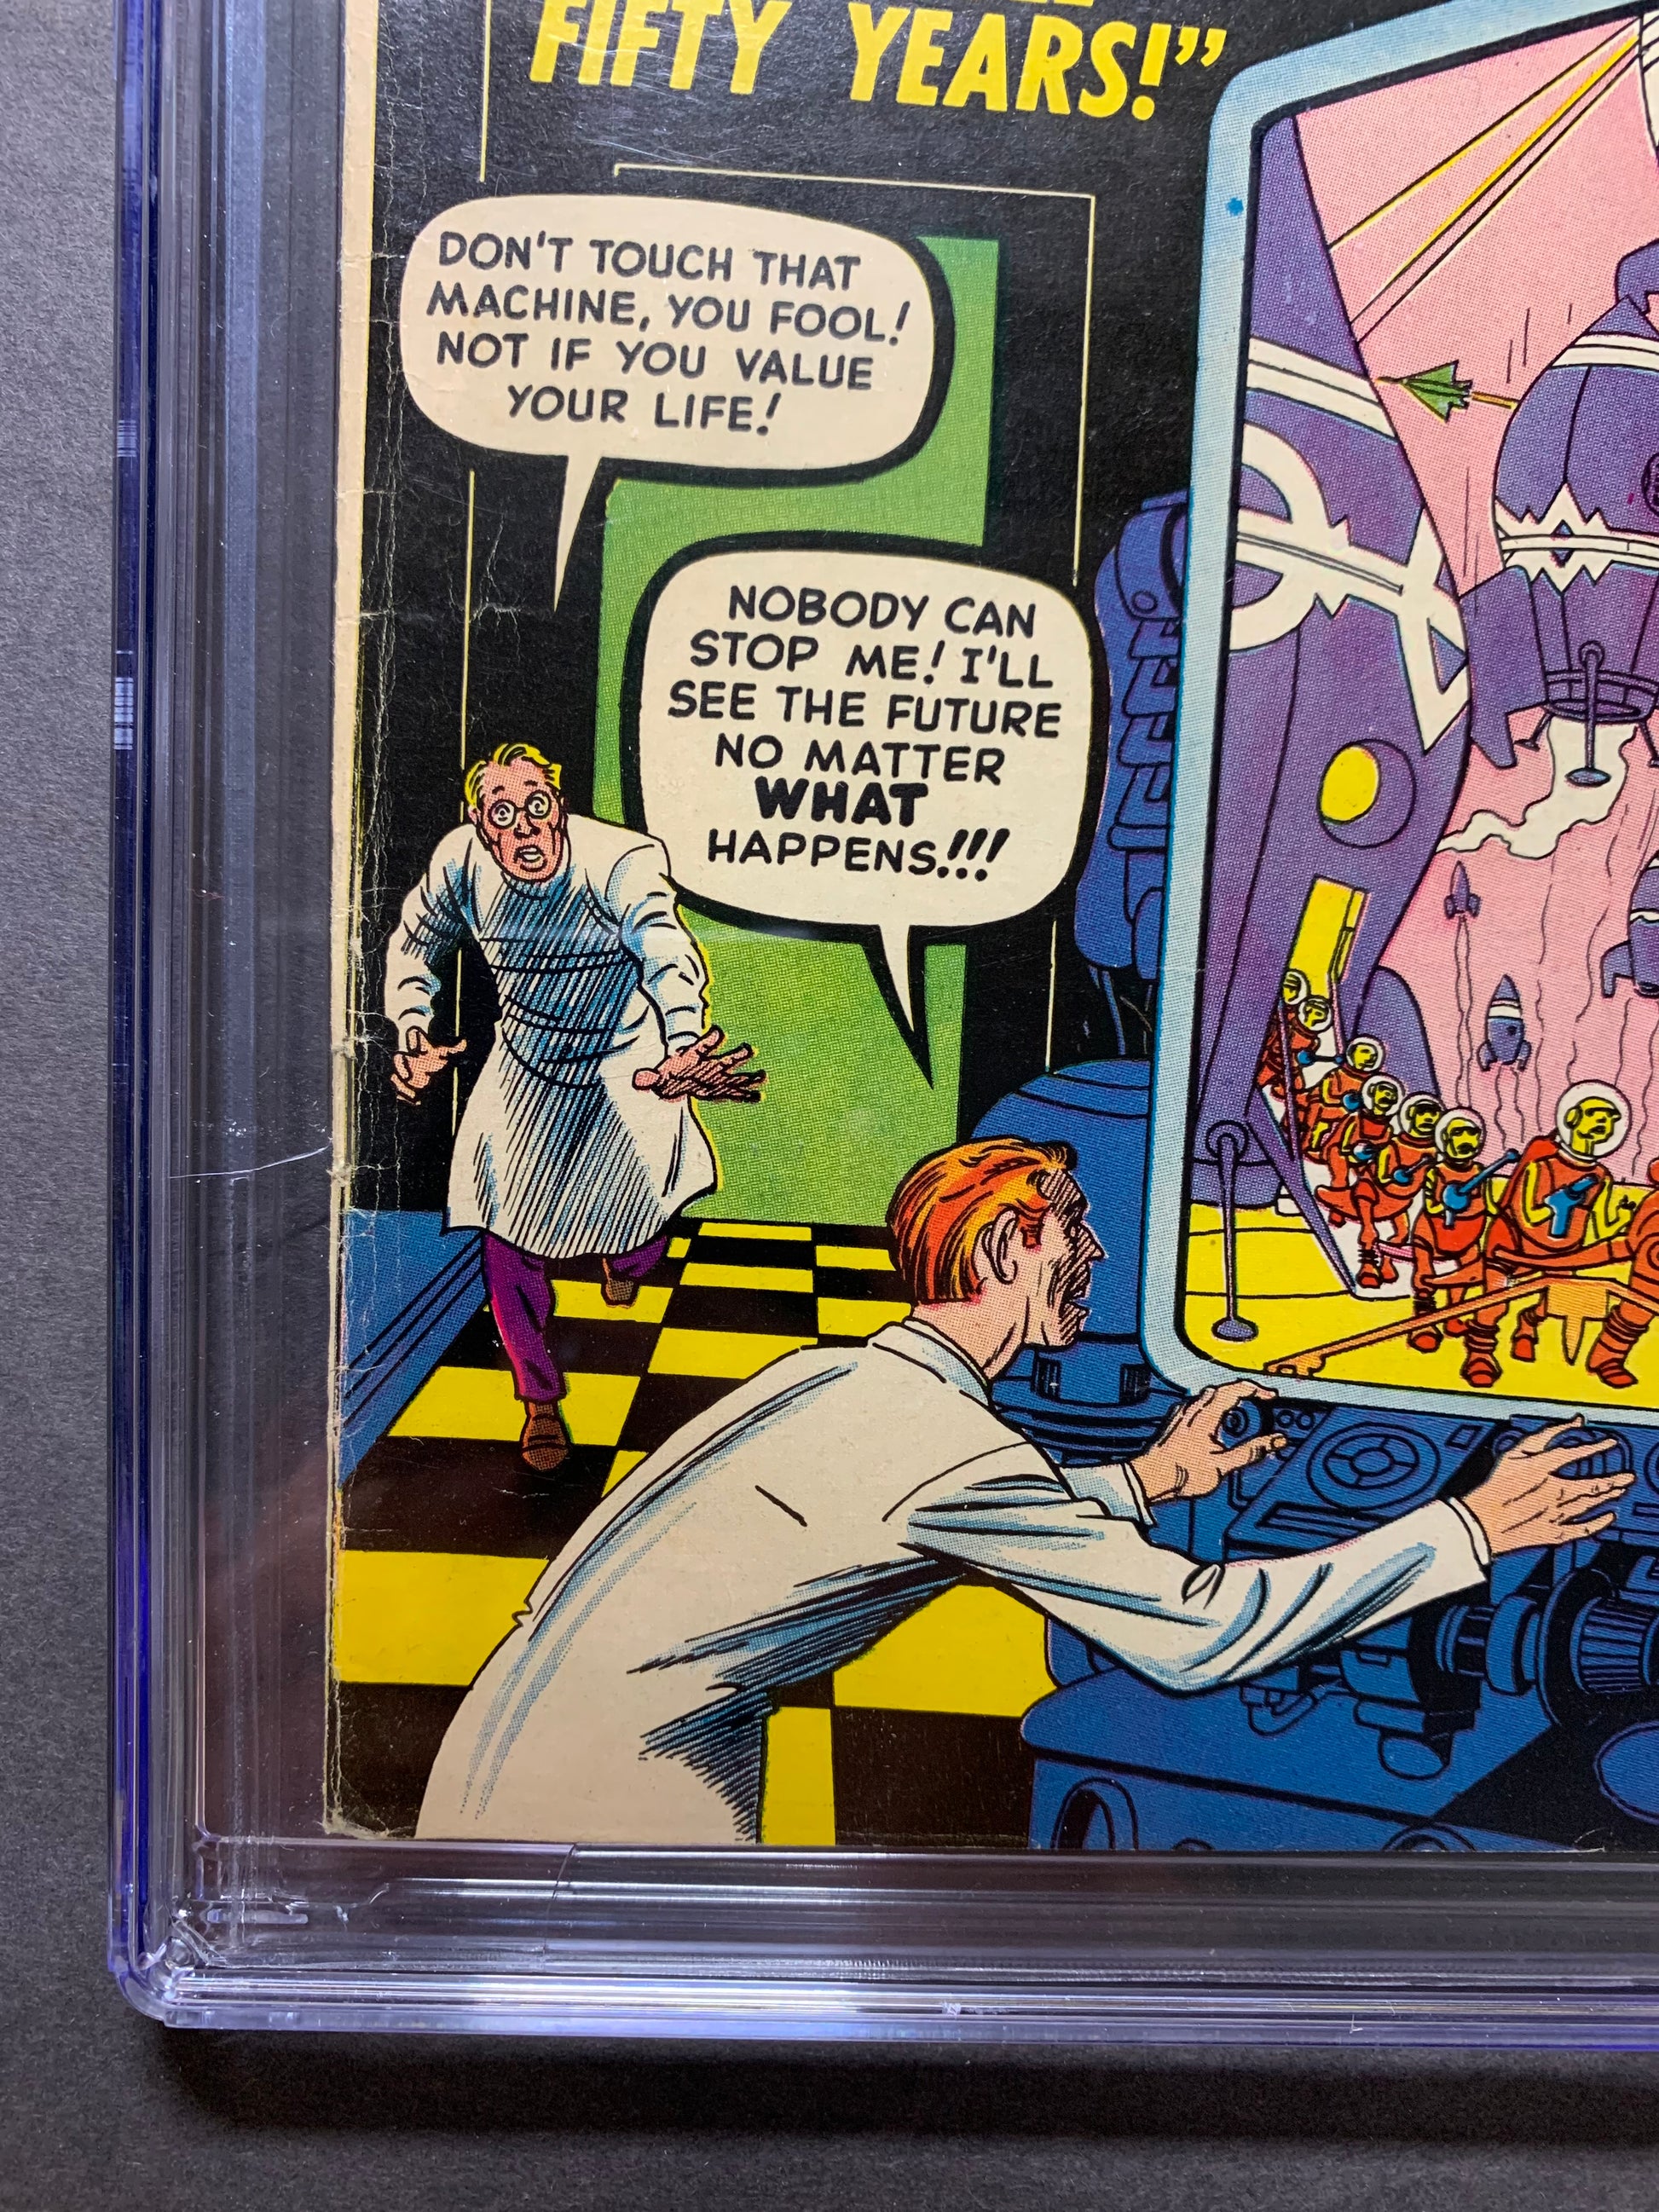 FIFTY YEARS!”
DON'T TOUCH THAT
MACHINE, YOU FOOL!
NOT IF YOU VALUE
YOUR LIFE!
NOBODY CAN
STOP ME! I'LL
SEE THE FUTURE
NO MATTER
WHAT
HAPPENS!!!